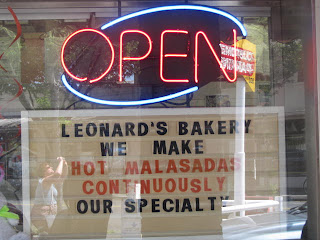 OPEN
LEONARD'S BAKERY
WE MAKE
HOT MALASADAS
CONTINUOUSLY
OUR SPECIALTY